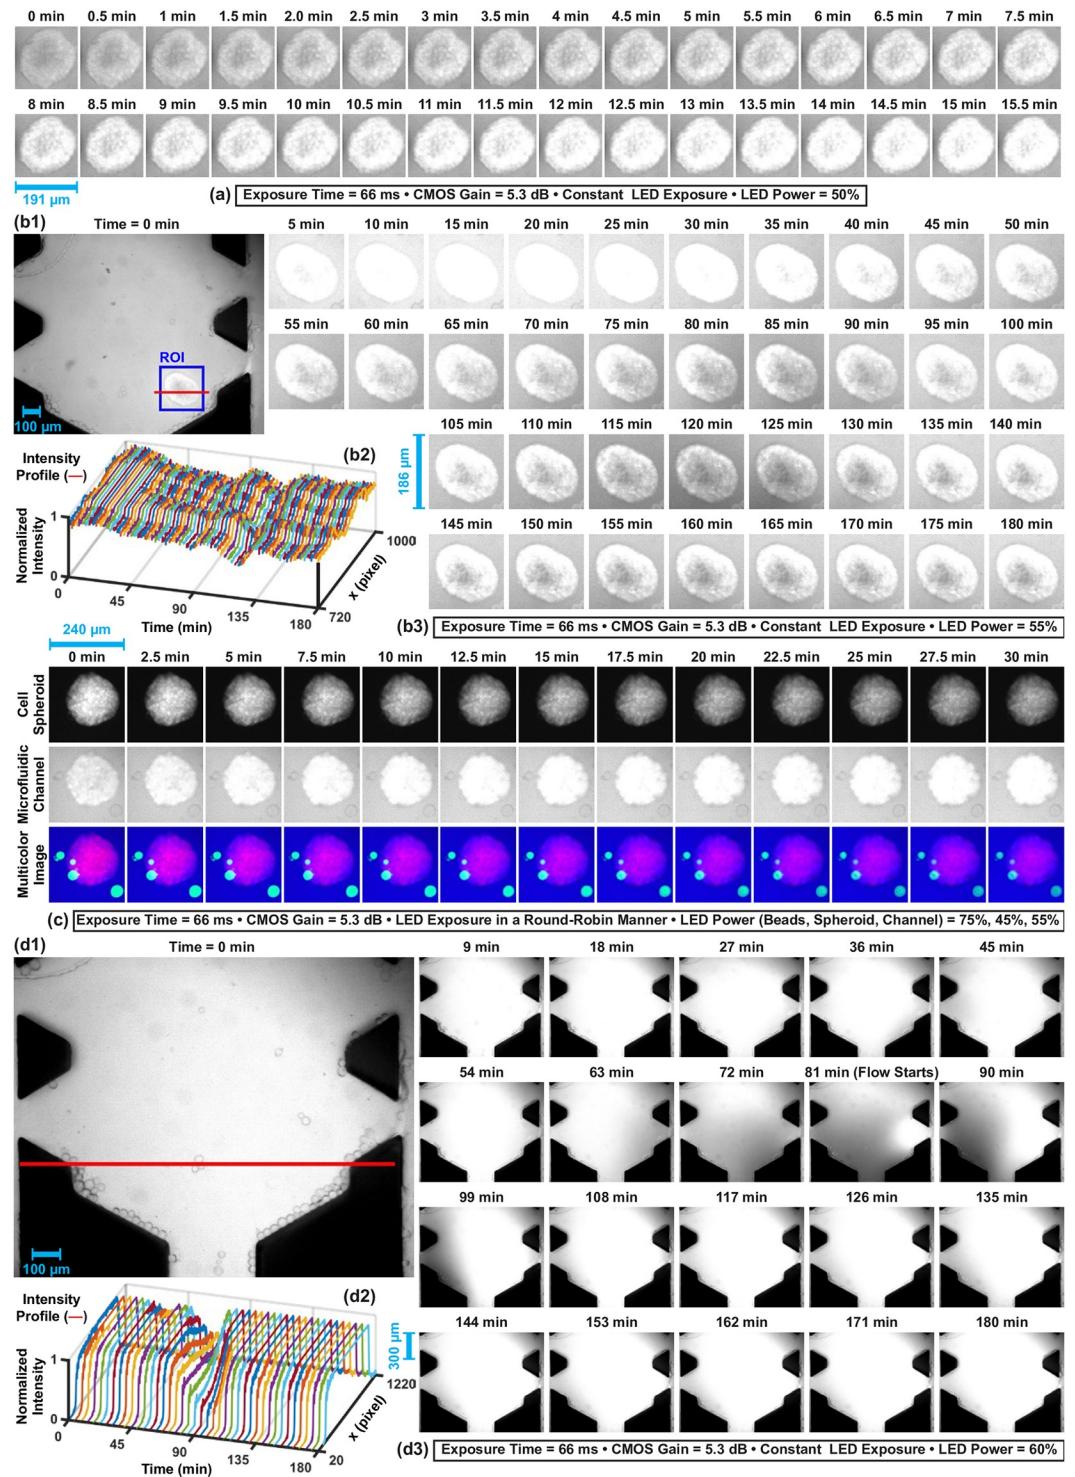 0 min 0.5 min 1 min 1.5 min 2.0 min 2.5 min 3 min 3.5 min 4 min 4.5 min 5 min 5.5 min 6 min 6.5 min 7 min 7.5 min
8 min 8.5 min 9 min 9.5 min 10 min 10.5 min 11 min 11.5 min 12 min 12.5 min 13 min 13.5 min 14 min 14.5 min 15 min 15.5 min
191 µm
(a) Exposure Time = 66 ms • CMOS Gain = 5.3 dB • Constant LED Exposure • LED Power = 50%
(b1)
Time = 0 min
ROI
100 µm
5 min 10 min 15 min 20 min 25 min 30 min 35 min 40 min 45 min 50 min
55 min 60 min 65 min 70 min 75 min 80 min 85 min 90 min 95 min 100 min
105 min 110 min 115 min 120 min 125 min 130 min 135 min 140 min
186 µm
145 min 150 min 155 min 160 min 165 min 170 min 175 min 180 min
(b2)
Intensity
Profile (—)
Normalized
Intensity
1
0
0 45 90 135 180
Time (min)
720
1000
x (pixel)
(b3) Exposure Time = 66 ms • CMOS Gain = 5.3 dB • Constant LED Exposure • LED Power = 55%
240 µm
0 min 2.5 min 5 min 7.5 min 10 min 12.5 min 15 min 17.5 min 20 min 22.5 min 25 min 27.5 min 30 min
Cell
Spheroid
Microfluidic
Channel
Multicolor
Image
(c) Exposure Time = 66 ms • CMOS Gain = 5.3 dB • LED Exposure in a Round-Robin Manner • LED Power (Beads, Spheroid, Channel) = 75%, 45%, 55%
(d1)
Time = 0 min
100 µm
9 min 18 min 27 min 36 min 45 min
54 min 63 min 72 min 81 min (Flow Starts) 90 min
99 min 108 min 117 min 126 min 135 min
144 min 153 min 162 min 171 min 180 min
300 µm
(d2)
Intensity
Profile (—)
Normalized
Intensity
1
0
0 45 90 135 180
Time (min)
20
1220
x (pixel)
(d3) Exposure Time = 66 ms • CMOS Gain = 5.3 dB • Constant LED Exposure • LED Power = 60%